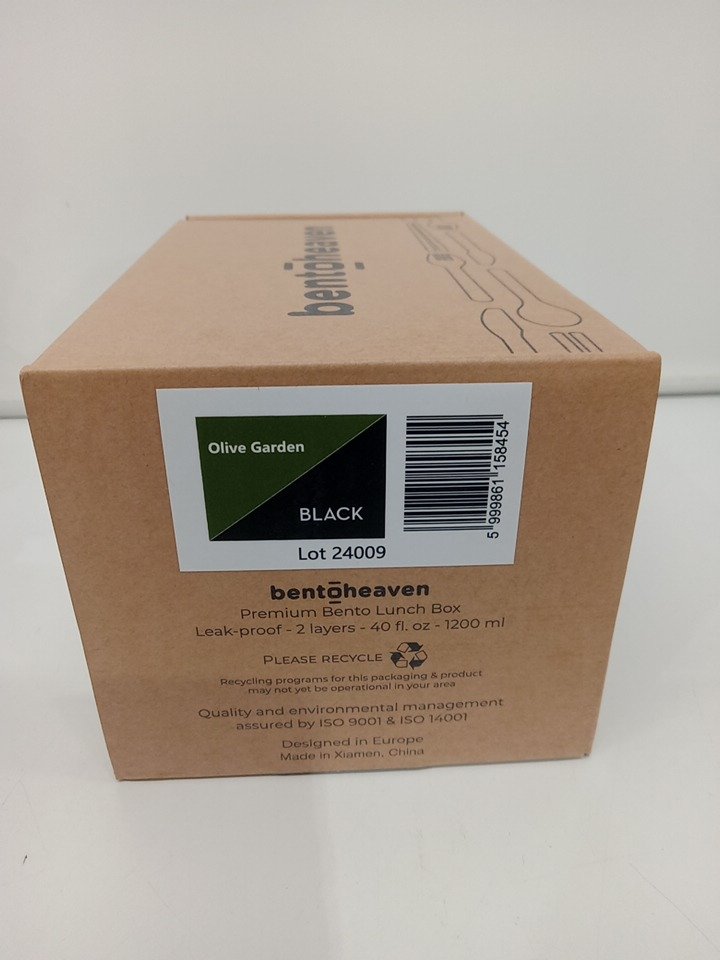 bentoheaven
Olive Garden
BLACK
5 999861 158454
Lot 24009
bentoheaven
Premium Bento Lunch Box
Leak-proof - 2 layers - 40 fl. oz - 1200 ml
PLEASE RECYCLE
Recycling programs for this packaging & product
may not yet be operational in your area
Quality and environmental management
assured by ISO 9001 & ISO 14001
Designed in Europe
Made in Xiamen, China